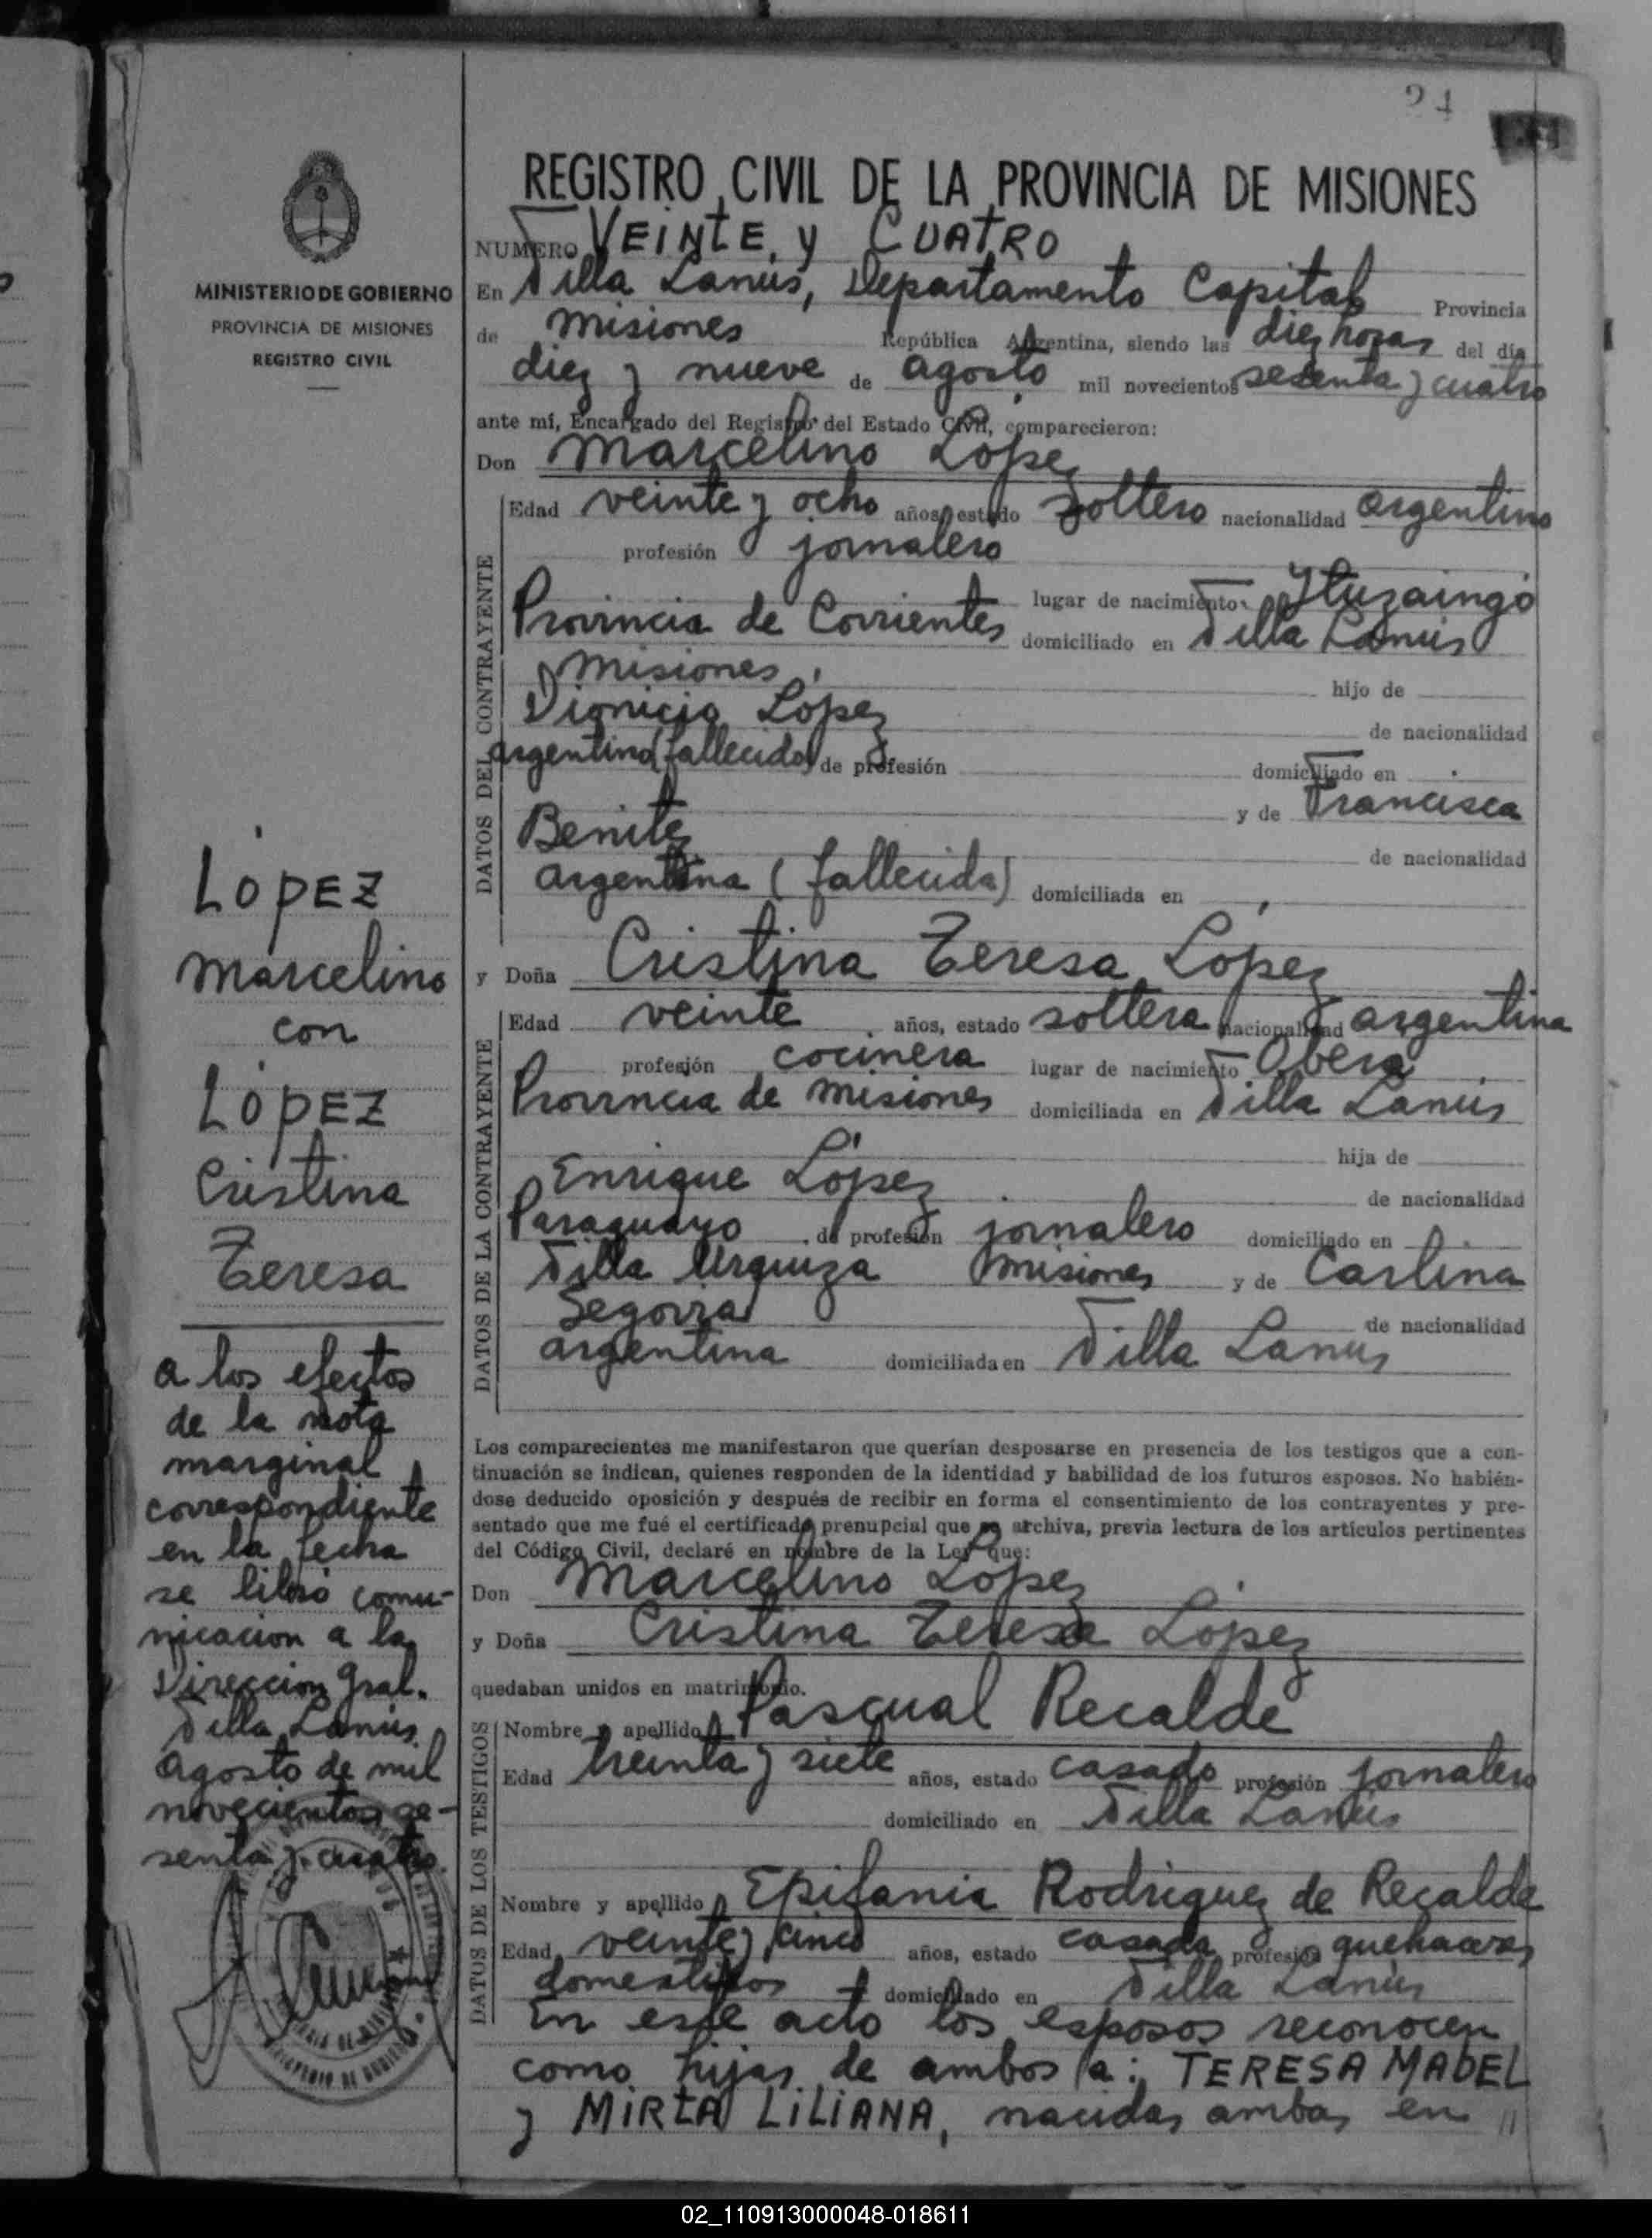 24
REGISTRO CIVIL DE LA PROVINCIA DE MISIONES
NUMERO VEINTE y CUATRO
En Villa Lanús, Departamento Capital Provincia
de Misiones República Argentina, siendo las diez horas del día
diez y nueve de agosto mil novecientos sesenta y cuatro
ante mí, Encargado del Registro del Estado Civil, comparecieron:
Don Marcelino López
Edad veinte y ocho años, estado soltero nacionalidad argentino
profesión jornalero
lugar de nacimiento Ituzaingó
Provincia de Corrientes domiciliado en Villa Lanús
Misiones, hijo de
Dionicio López
de nacionalidad
argentino (fallecido) de profesión domiciliado en
y de Francisca
Benitez
de nacionalidad
argentina (fallecida) domiciliada en
y Doña Cristina Teresa López
Edad veinte años, estado soltera nacionalidad argentina
profesión cocinera lugar de nacimiento Oberá
Provincia de Misiones domiciliada en Villa Lanús
hija de
Enrique López
de nacionalidad
Paraguayo de profesión jornalero domiciliado en
Villa Urquiza Misiones y de Carlina
Segovia
de nacionalidad
argentina domiciliada en Villa Lanús
Los comparecientes me manifestaron que querían desposarse en presencia de los testigos que a con-
tinuación se indican, quienes responden de la identidad y habilidad de los futuros esposos. No habién-
dose deducido oposición y después de recibir en forma el consentimiento de los contrayentes y pre-
sentado que me fué el certificado prenupcial que se archiva, previa lectura de los artículos pertinentes
del Código Civil, declaré en nombre de la Ley que:
Don Marcelino López
y Doña Cristina Teresa López
quedaban unidos en matrimonio.
Nombre y apellido Pascual Recalde
Edad treinta y siete años, estado casado profesión jornalero
domiciliado en Villa Lanús
Nombre y apellido Epifania Rodriguez de Recalde
Edad veinte y cinco años, estado casada profesión quehaceres
domesticos domiciliado en Villa Lanús
En este acto los esposos reconocen
como hijas de ambos a: TERESA MABEL
y MIRTA LILIANA, nacidas ambas en //
DATOS DEL CONTRAYENTE
DATOS DE LA CONTRAYENTE
DATOS DE LOS TESTIGOS
MINISTERIO DE GOBIERNO
PROVINCIA DE MISIONES
REGISTRO CIVIL
LÓPEZ
Marcelino
con
LÓPEZ
Cristina
Teresa
a los efectos
de la nota
marginal
correspondiente
en la fecha
se libró comu-
nicacion a la
Direccion Gral.
Villa Lanús,
Agosto de mil
novecientos se-
senta y cuatro.
02_110913000048-018611